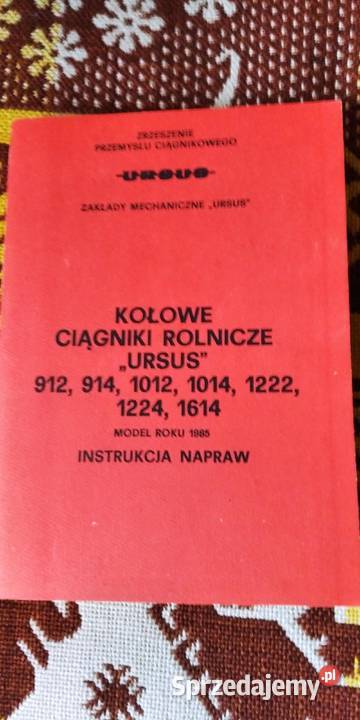 ZRZESZENIE
PRZEMYSŁU CIĄGNIKOWEGO
URSUS
ZAKŁADY MECHANICZNE „URSUS”
KOŁOWE
CIĄGNIKI ROLNICZE
„URSUS”
912, 914, 1012, 1014, 1222,
1224, 1614
MODEL ROKU 1985
INSTRUKCJA NAPRAW
Sprzedajemy.pl